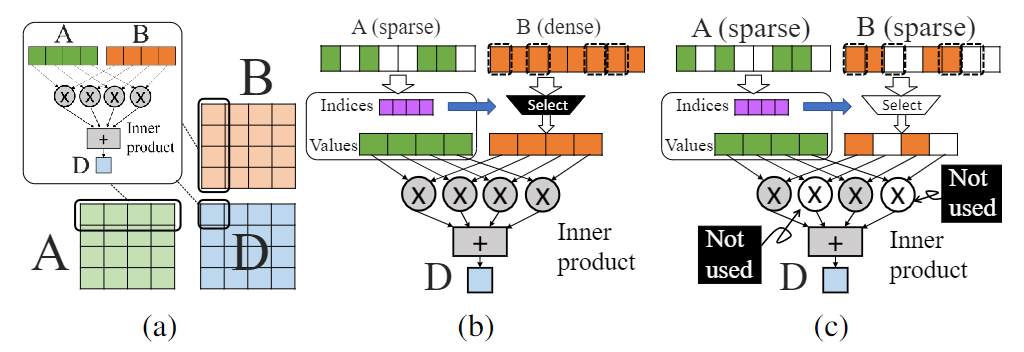 A
B
X X X X
+
Inner
product
D
B
A
D
(a)
A (sparse)
B (dense)
Indices
Select
Values
X X X X
+
Inner
product
D
(b)
A (sparse)
B (sparse)
Indices
Select
Values
X X X X
Not
used
Not
used
+
Inner
product
D
(c)